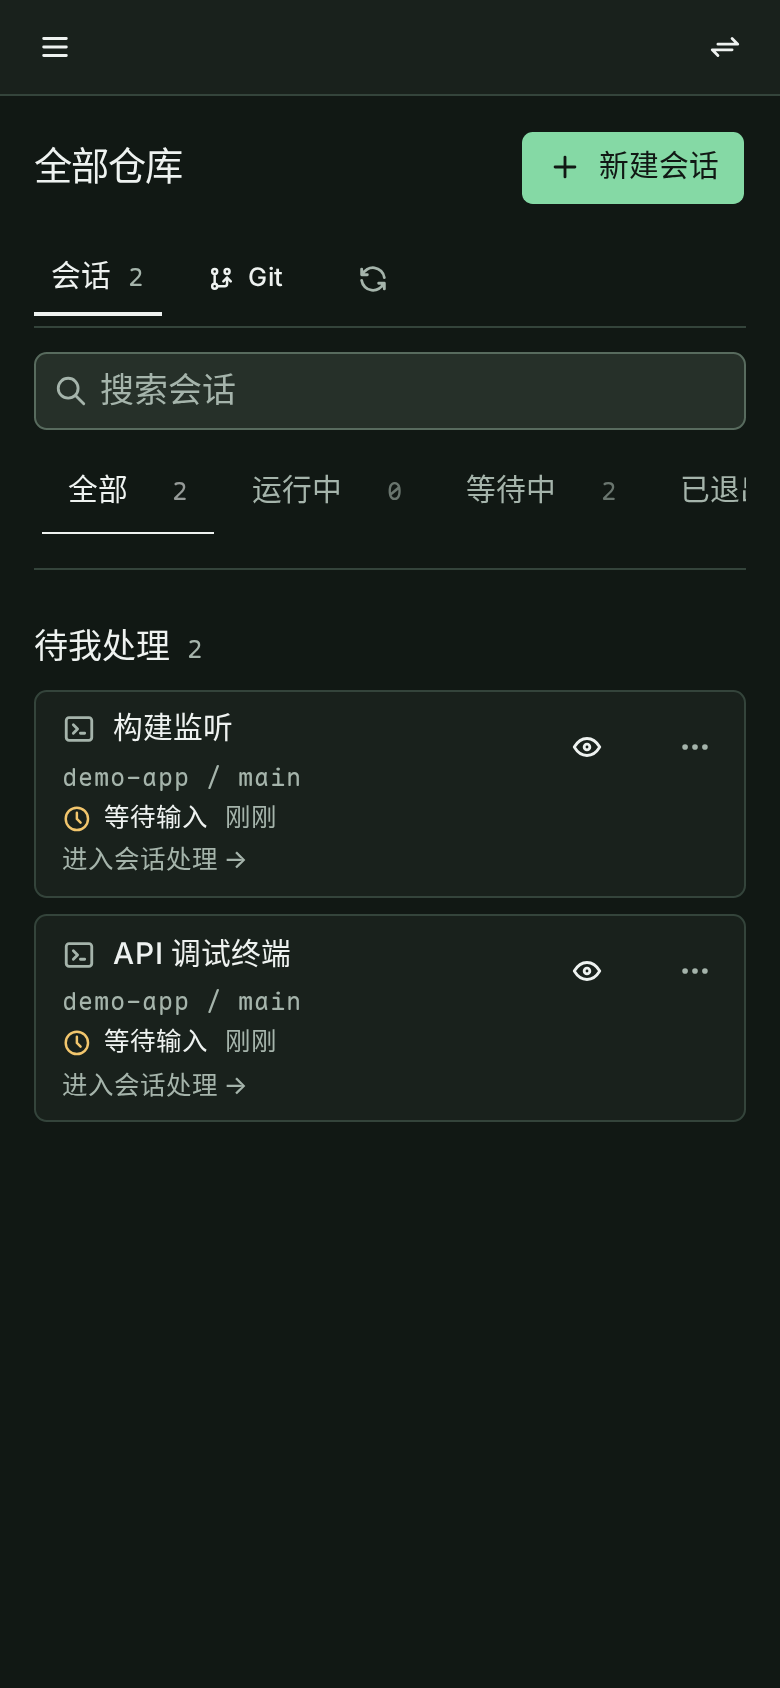 全部仓库
新建会话
会话 2 Git
搜索会话
全部 2 运行中 0 等待中 2 已退
待我处理 2
构建监听
demo-app / main
等待输入 刚刚
进入会话处理 →
API 调试终端
demo-app / main
等待输入 刚刚
进入会话处理 →